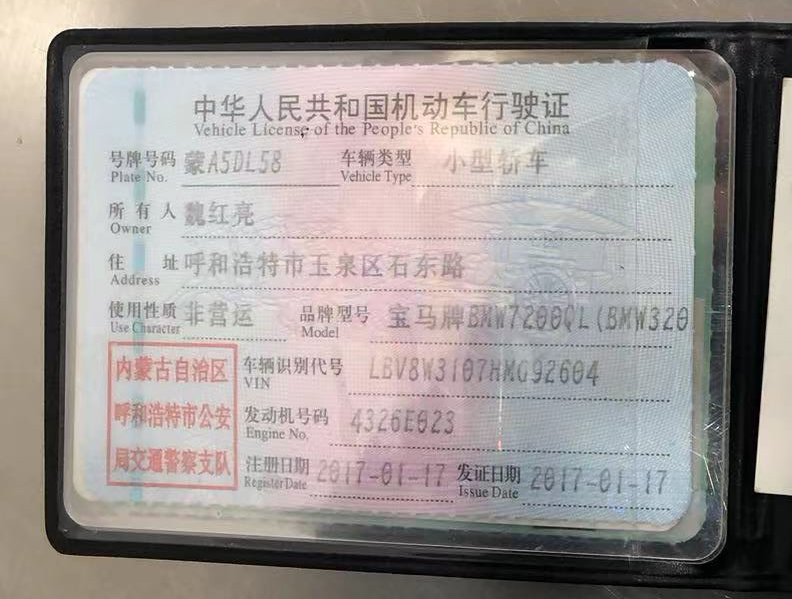 中华人民共和国机动车行驶证
Vehicle License of the People's Republic of China
号牌号码 蒙A5DL58 车辆类型 小型轿车
Plate No. Vehicle Type
所有人 魏红亮
Owner
住址 呼和浩特市玉泉区石东路
Address
使用性质 非营运 品牌型号 宝马牌BMW7200QL(BMW320
Use Character Model
内蒙古自治区
呼和浩特市公安
局交通警察支队
车辆识别代号 LBV8W3107HMG92604
VIN
发动机号码 4326E023
Engine No.
注册日期 2017-01-17 发证日期 2017-01-17
Register Date Issue Date